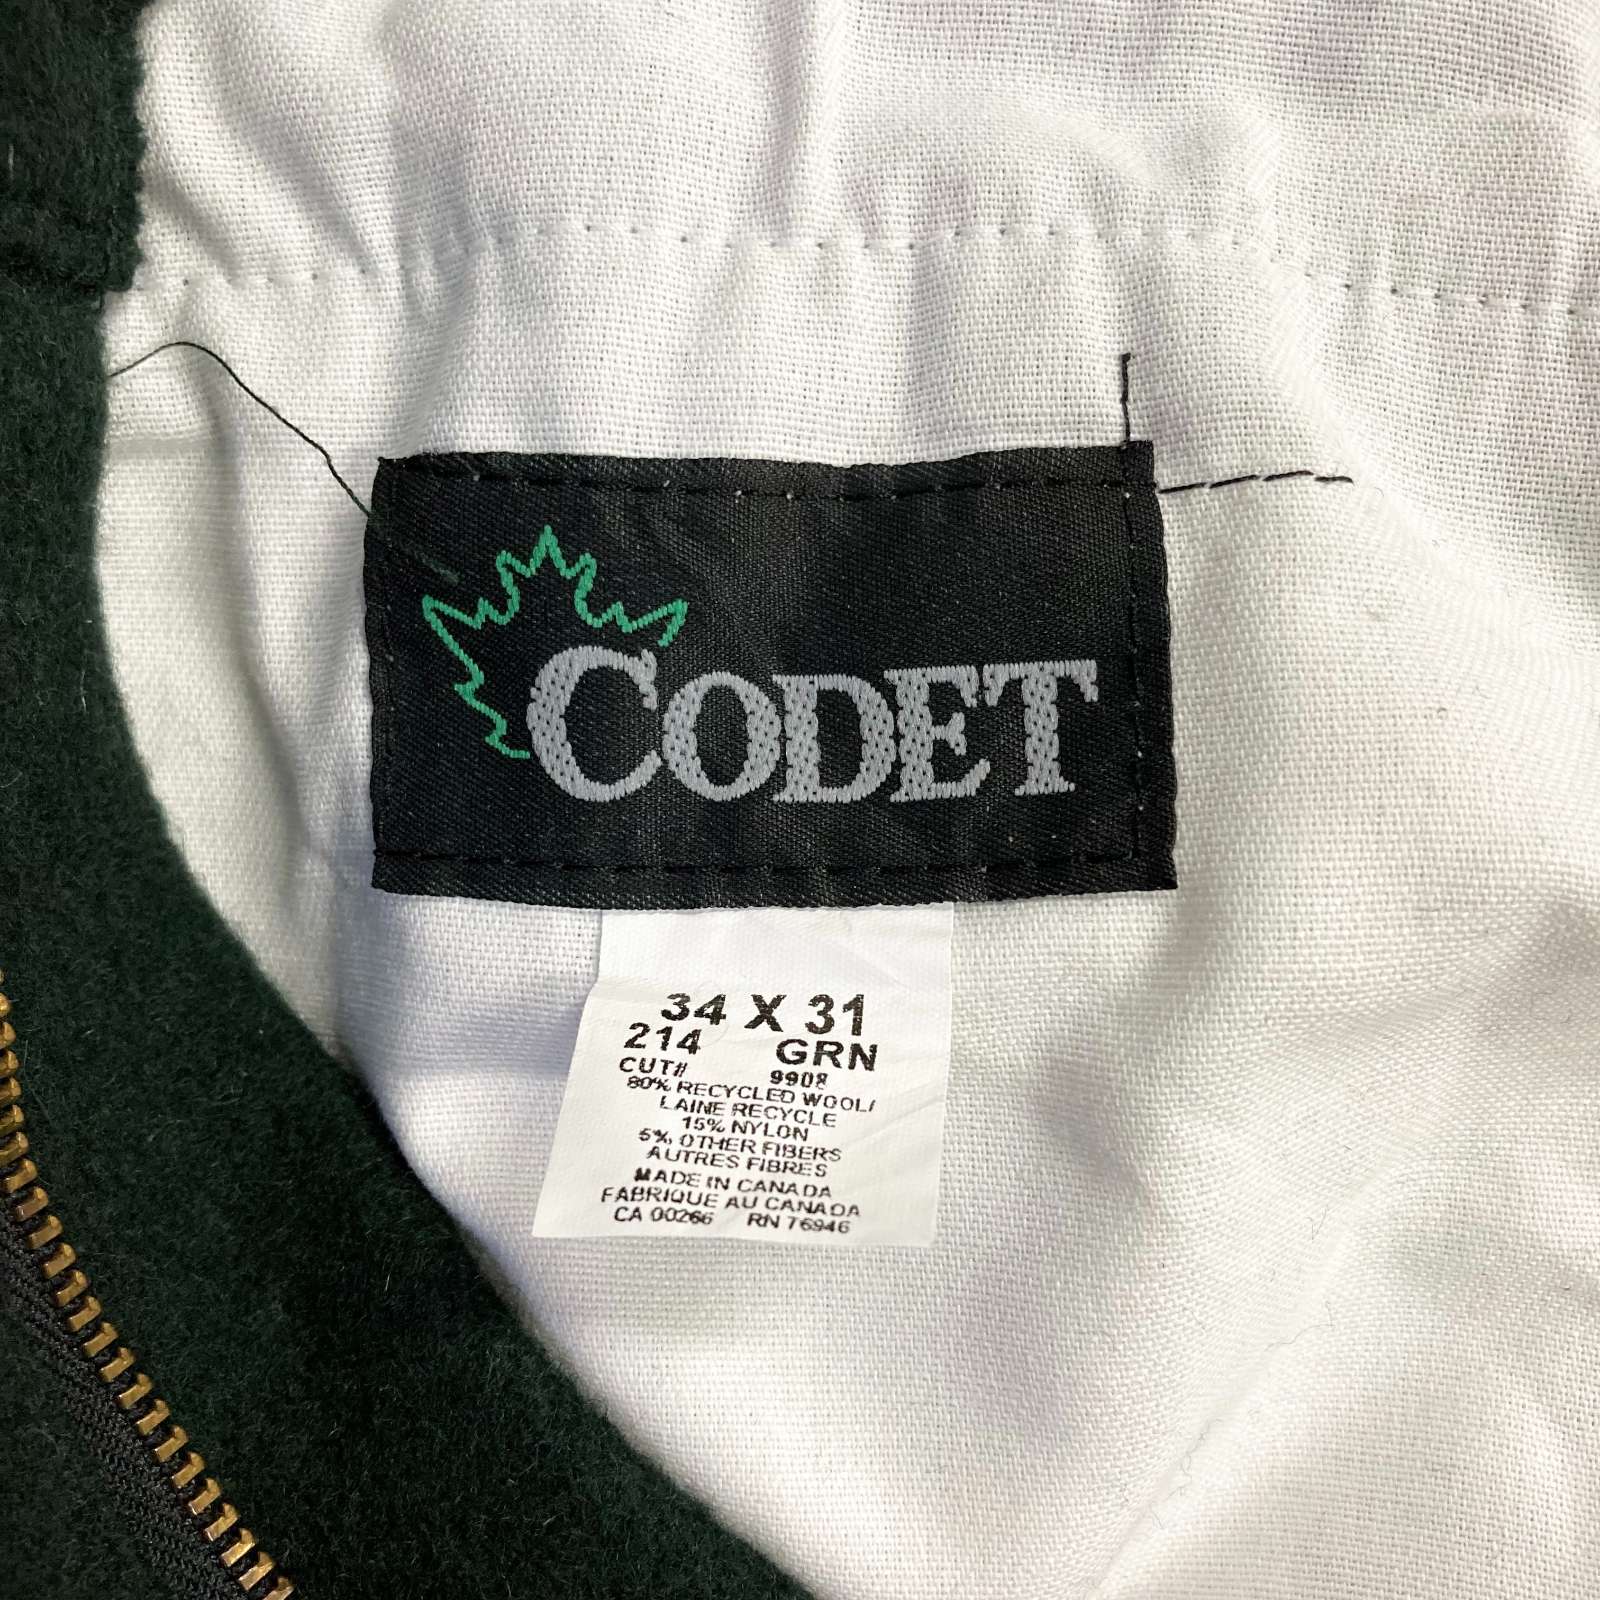 CODET
34 X 31
214 GRN
CUT# 9908
80% RECYCLED WOOL/
LAINE RECYCLE
15% NYLON
5% OTHER FIBERS
AUTRES FIBRES
MADE IN CANADA
FABRIQUE AU CANADA
CA 00266 RN 76946